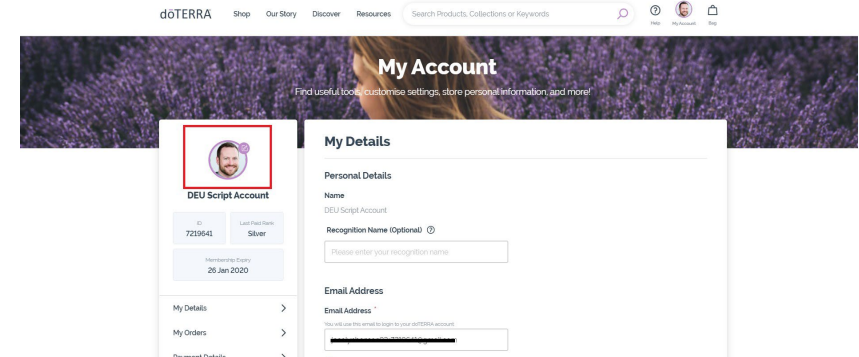 dōTERRA
Shop Our Story Discover Resources Search Products, Collections or Keywords Help My Account Bag
My Account
Find useful tools, customise settings, store personal information, and more!
My Details
Personal Details
DEU Script Account
Name
DEU Script Account
ID
7219641
Last Paid Rank
Silver
Recognition Name (Optional) ?
Please enter your recognition name
Membership Expiry
26 Jan 2020
Email Address
Email Address *
You will use this email to login to your doTERRA account
My Details
My Orders
Payment Details